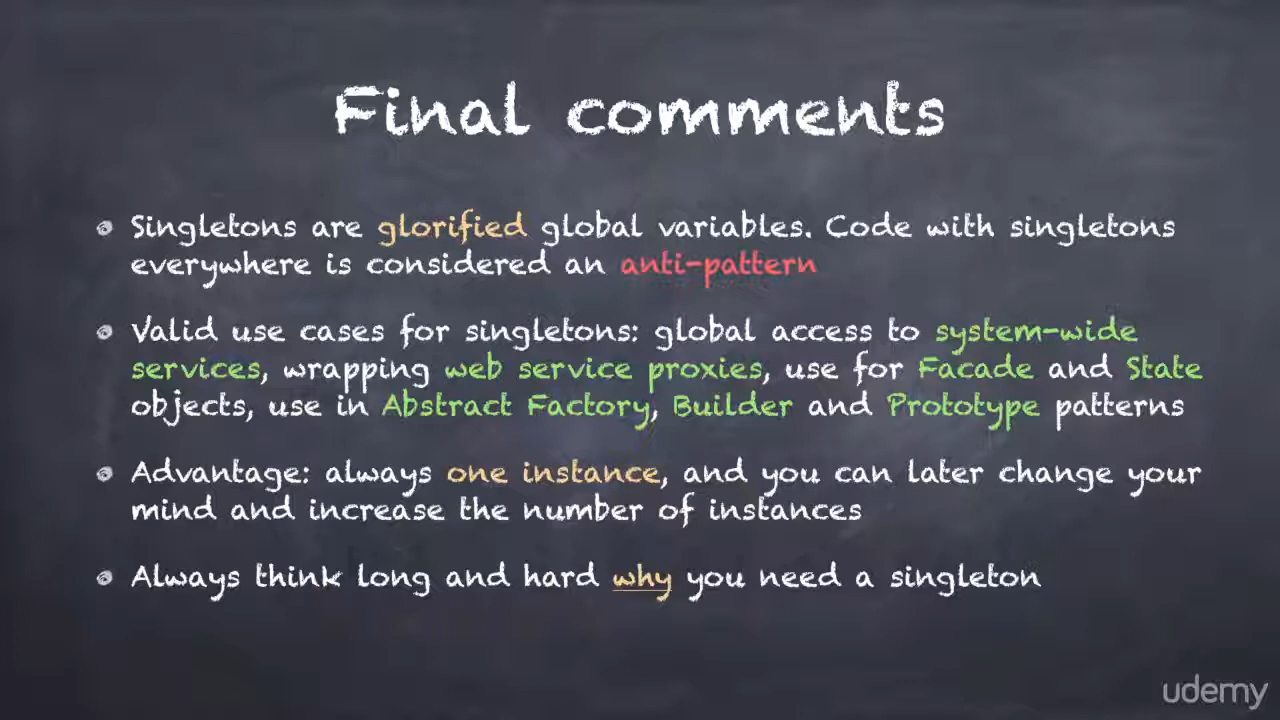 Final comments
Singletons are glorified global variables. Code with singletons
everywhere is considered an anti-pattern
Valid use cases for singletons: global access to system-wide
services, wrapping web service proxies, use for Facade and State
objects, use in Abstract Factory, Builder and Prototype patterns
Advantage: always one instance, and you can later change your
mind and increase the number of instances
Always think long and hard why you need a singleton
udemy